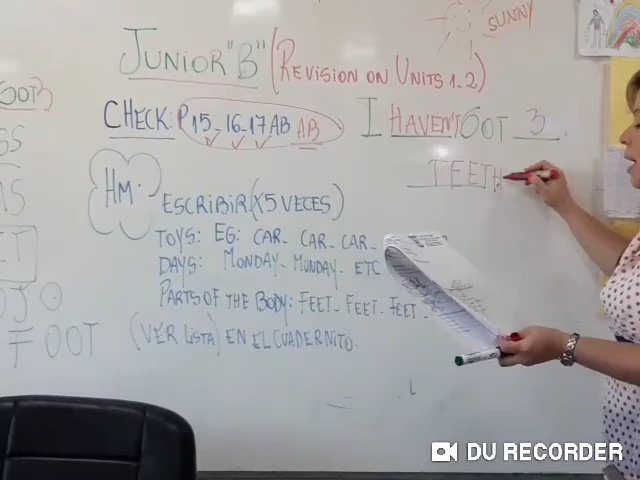 SUNNY
JUNIOR "B" (REVISION ON UNITS 1.2)
CHECK: P15- 16-17 AB AB
I HAVEN'T GOT 3
TEETH
HM.
ESCRIBIR (X5 VECES)
TOYS: EG: CAR- CAR- CAR-
DAYS: MONDAY- MONDAY- ETC
PARTS OF THE BODY: FEET- FEET- FEET-
(VER LISTA) EN EL CUADERNITO.
FOOT
DU RECORDER